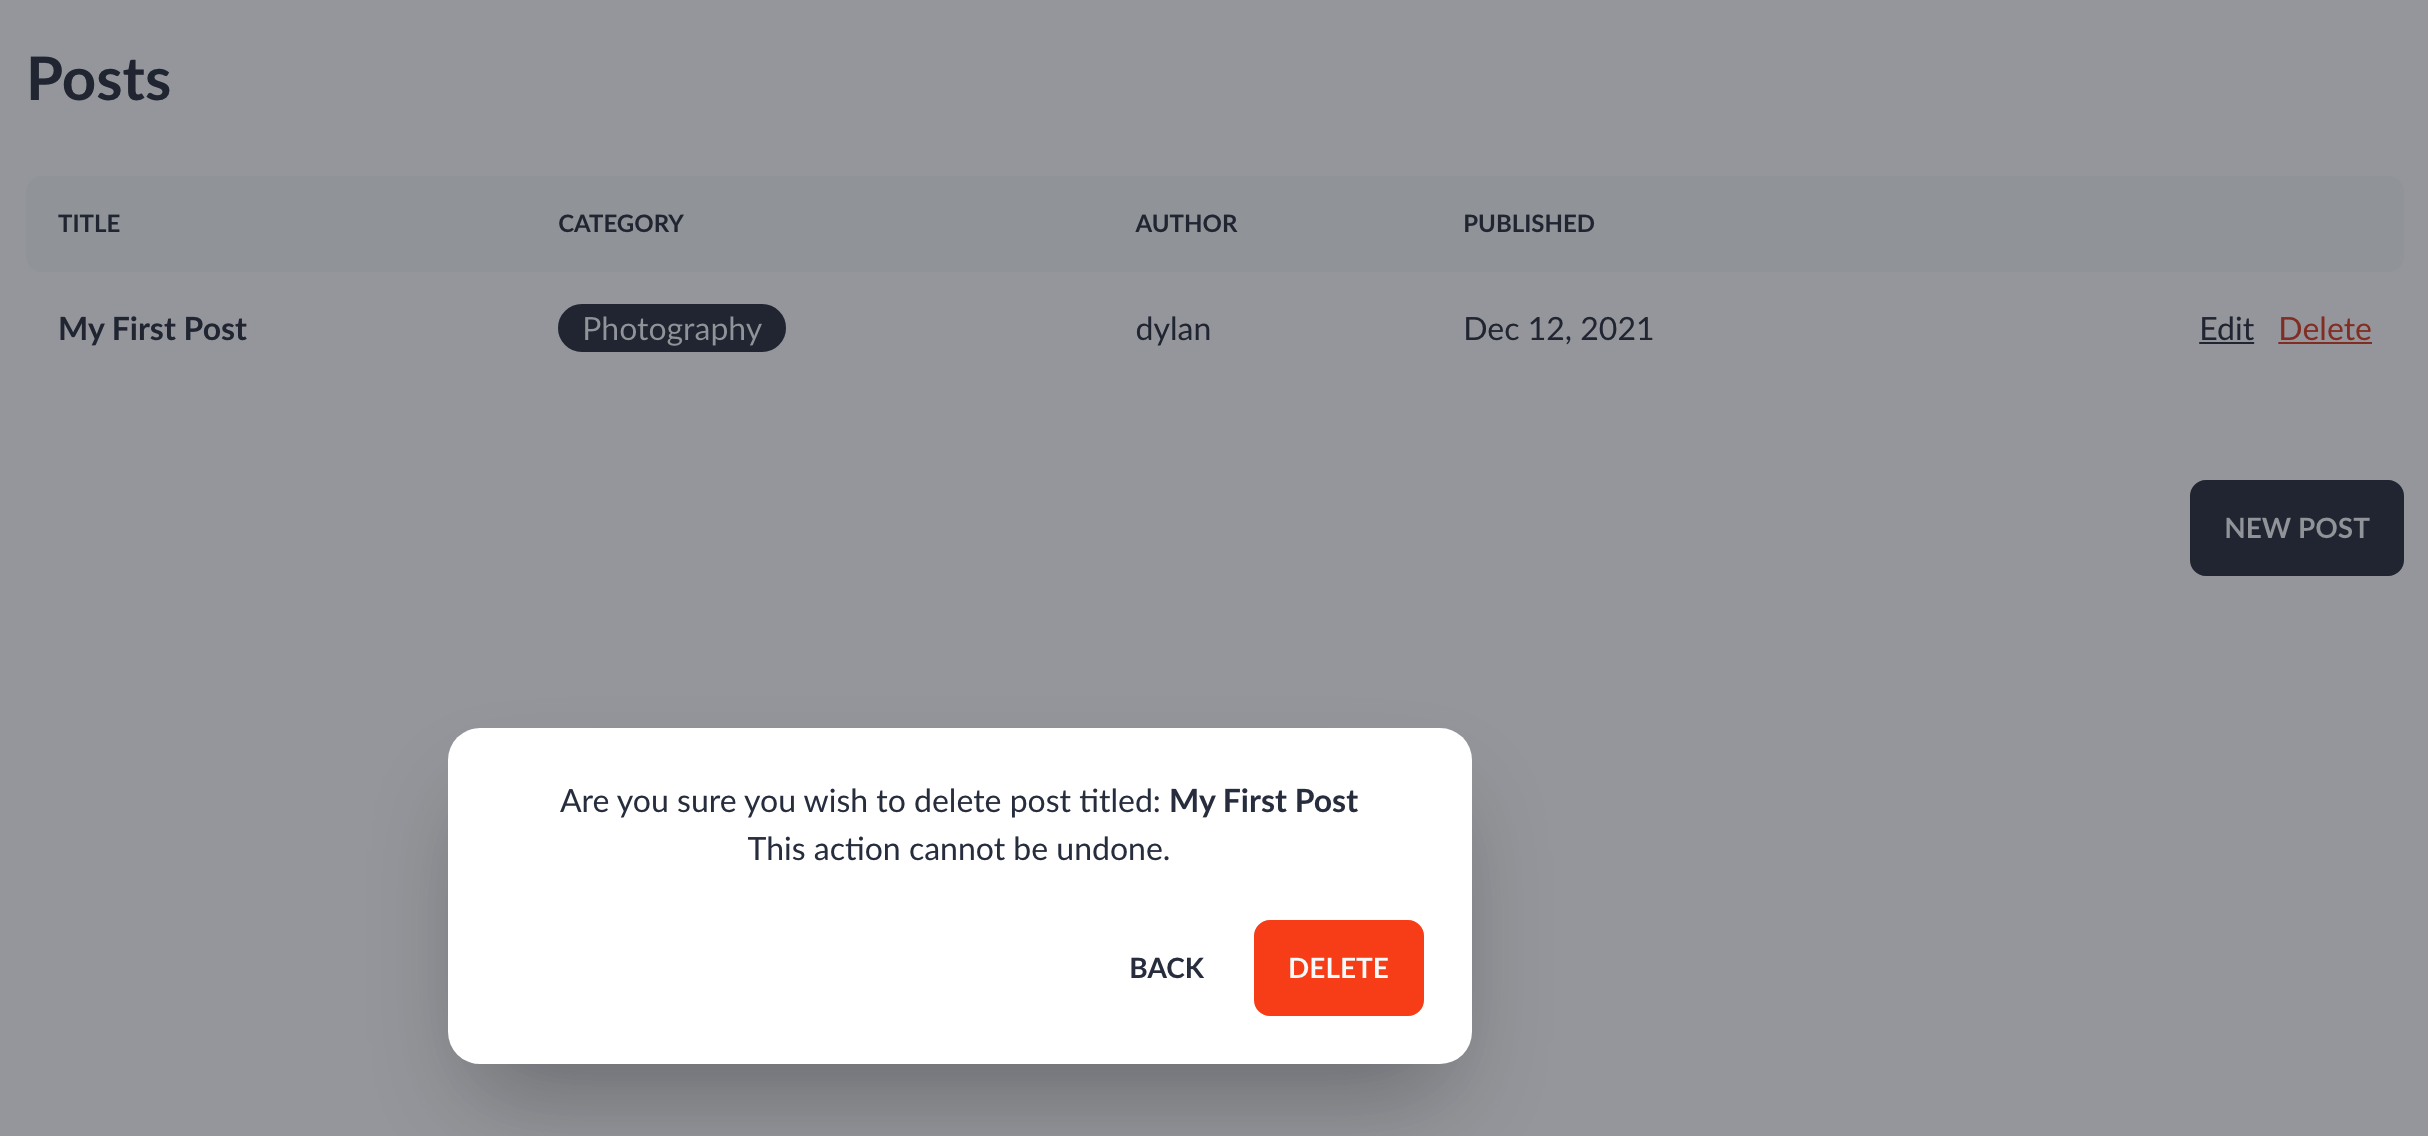 Posts
TITLE CATEGORY AUTHOR PUBLISHED
My First Post Photography dylan Dec 12, 2021 Edit Delete
NEW POST
Are you sure you wish to delete post titled: My First Post
This action cannot be undone.
BACK DELETE